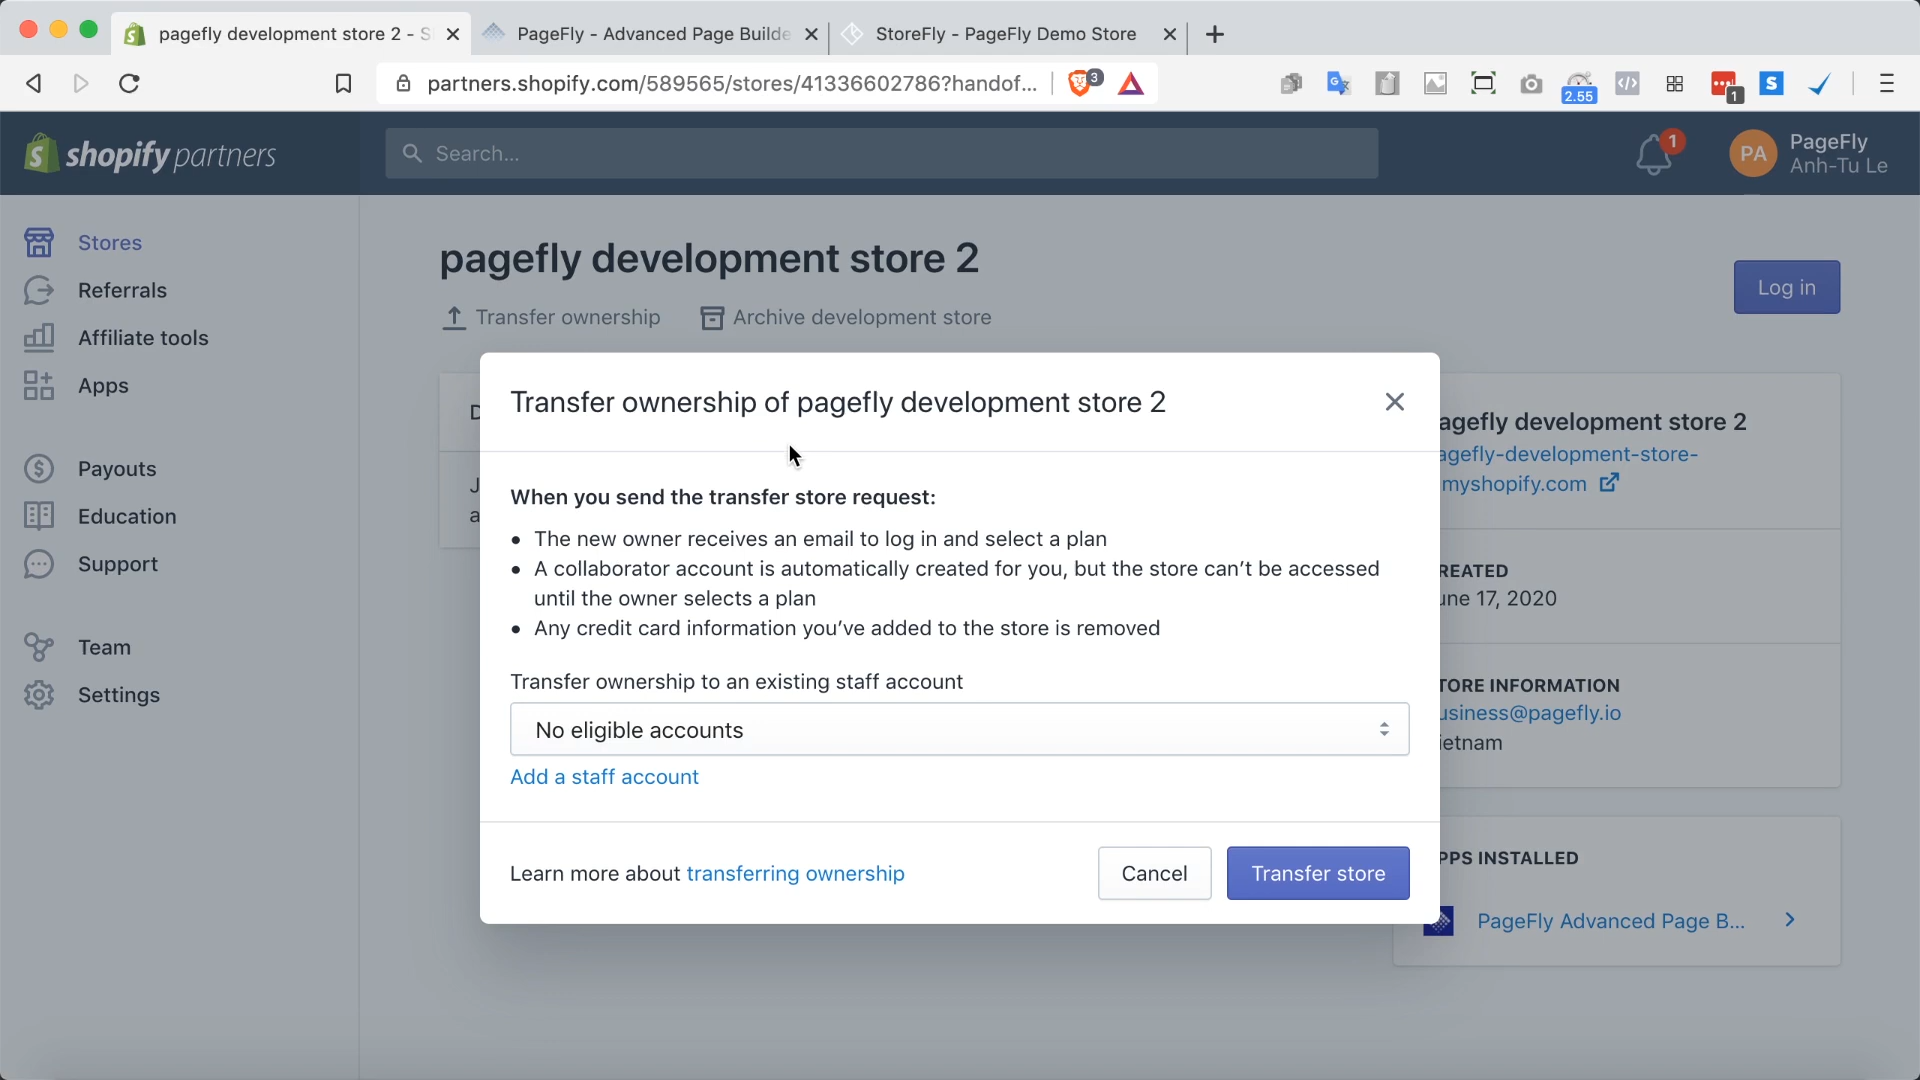 pagefly development store 2 - S
PageFly - Advanced Page Builde
StoreFly - PageFly Demo Store
partners.shopify.com/589565/stores/41336602786?handof...
3
2.55
1
shopify partners
Search...
1
PA
PageFly
Anh-Tu Le
Stores
Referrals
Affiliate tools
Apps
Payouts
Education
Support
Team
Settings
pagefly development store 2
Transfer ownership
Archive development store
Log in
Transfer ownership of pagefly development store 2
When you send the transfer store request:
• The new owner receives an email to log in and select a plan
• A collaborator account is automatically created for you, but the store can't be accessed
until the owner selects a plan
• Any credit card information you've added to the store is removed
Transfer ownership to an existing staff account
No eligible accounts
Add a staff account
Learn more about transferring ownership
Cancel
Transfer store
agefly development store 2
agefly-development-store-
myshopify.com
REATED
une 17, 2020
TORE INFORMATION
usiness@pagefly.io
ietnam
PPS INSTALLED
PageFly Advanced Page B...